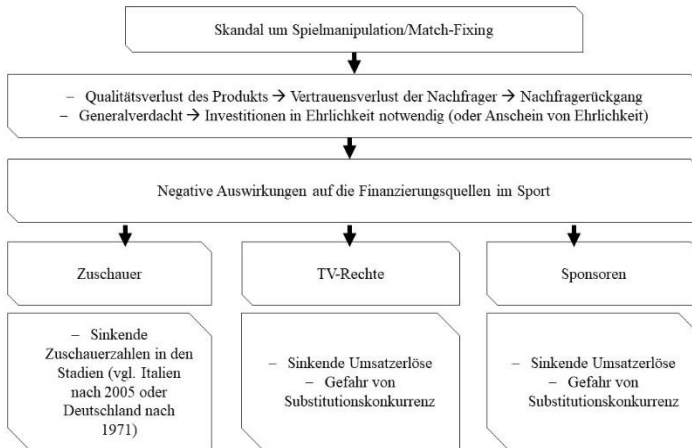 Skandal um Spielmanipulation/Match-Fixing
– Qualitätsverlust des Produkts → Vertrauensverlust der Nachfrager → Nachfragerückgang
– Generalverdacht → Investitionen in Ehrlichkeit notwendig (oder Anschein von Ehrlichkeit)
Negative Auswirkungen auf die Finanzierungsquellen im Sport
Zuschauer
TV-Rechte
Sponsoren
– Sinkende
Zuschauerzahlen in den
Stadien (vgl. Italien
nach 2005 oder
Deutschland nach
1971)
– Sinkende Umsatzerlöse
– Gefahr von
Substitutionskonkurrenz
– Sinkende Umsatzerlöse
– Gefahr von
Substitutionskonkurrenz